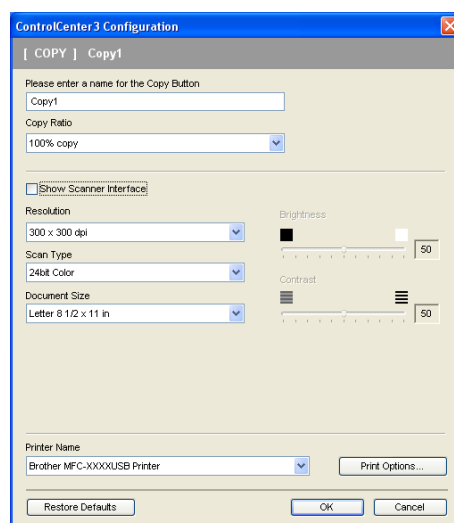 ControlCenter3 Configuration
[ COPY ] Copy1
Please enter a name for the Copy Button
Copy1
Copy Ratio
100% copy
Show Scanner Interface
Resolution
300 x 300 dpi
Brightness
50
Scan Type
24bit Color
Contrast
50
Document Size
Letter 8 1/2 x 11 in
Printer Name
Brother MFC-XXXXUSB Printer
Print Options...
Restore Defaults
OK
Cancel